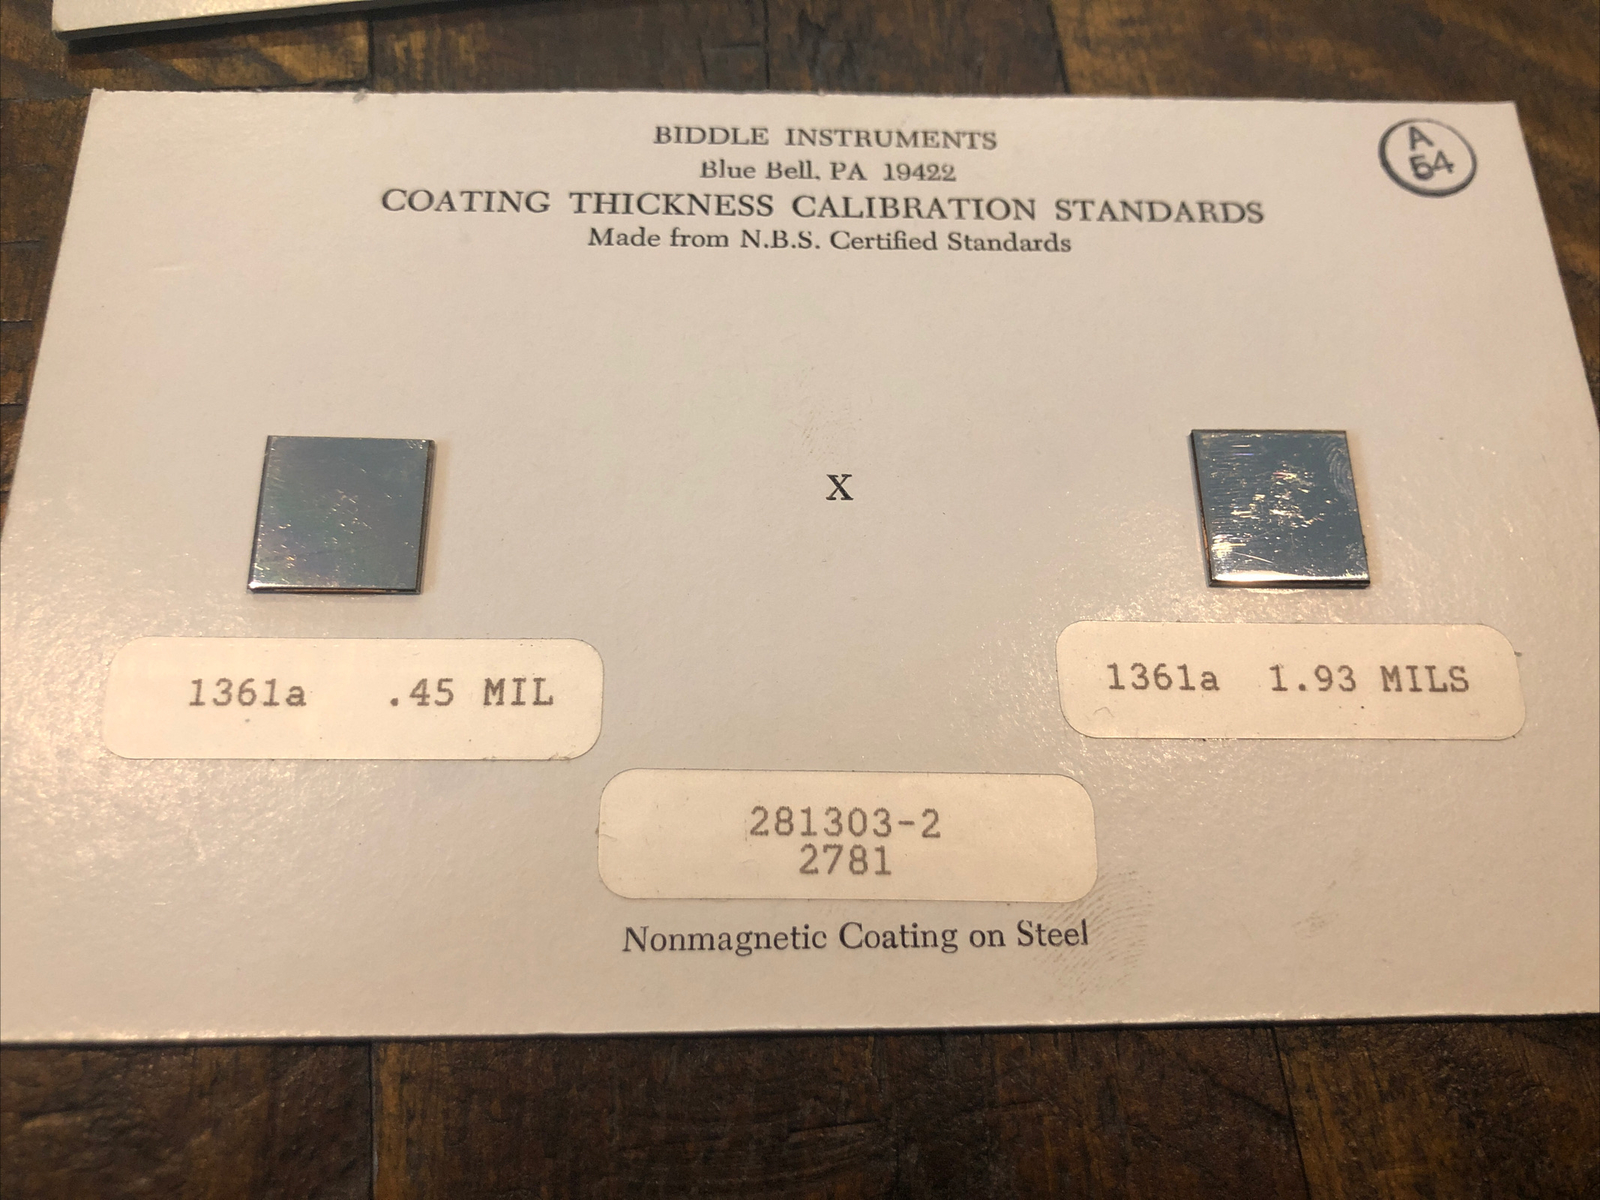 BIDDLE INSTRUMENTS
Blue Bell, PA 19422
COATING THICKNESS CALIBRATION STANDARDS
Made from N.B.S. Certified Standards
A
54
X
1361a .45 MIL
1361a 1.93 MILS
281303-2
2781
Nonmagnetic Coating on Steel